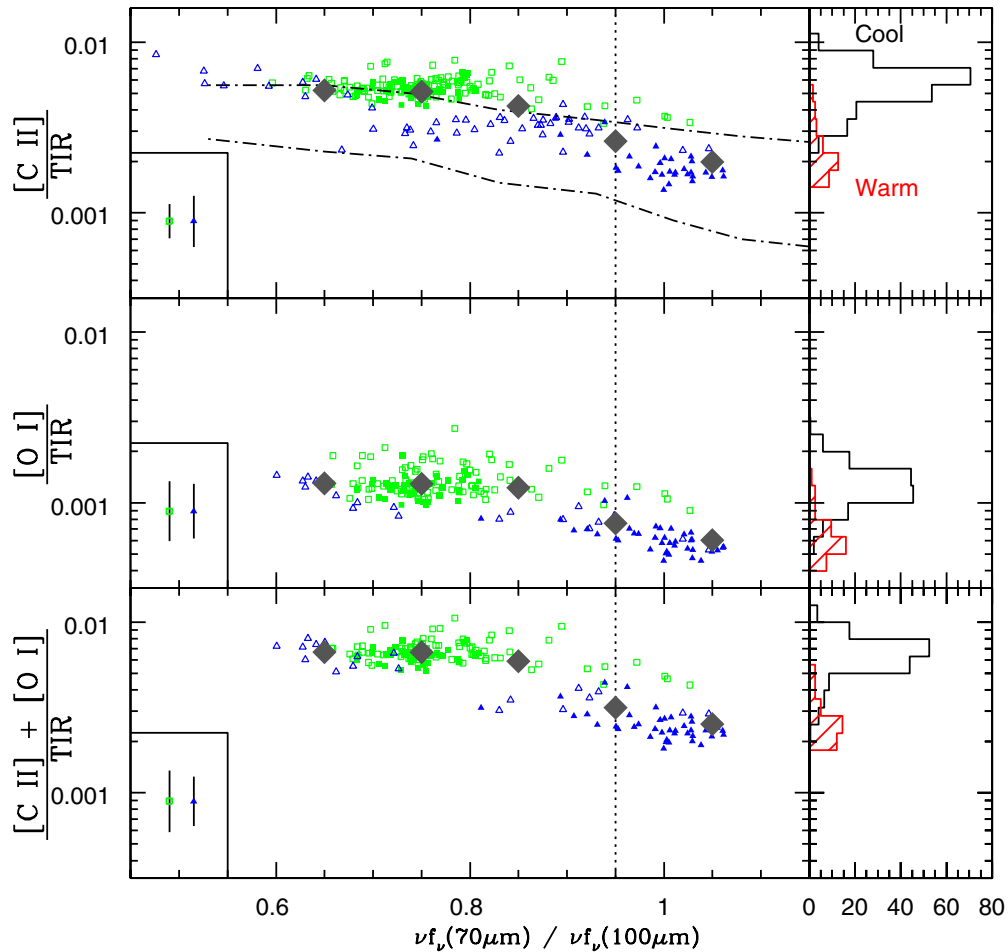 0.01
[C II]
TIR
0.001
Cool
Warm
0.01
[O I]
TIR
0.001
0.01
[C II] + [O I]
TIR
0.001
0.6 0.8 1
0 20 40 60 80
νfν(70μm) / νfν(100μm)